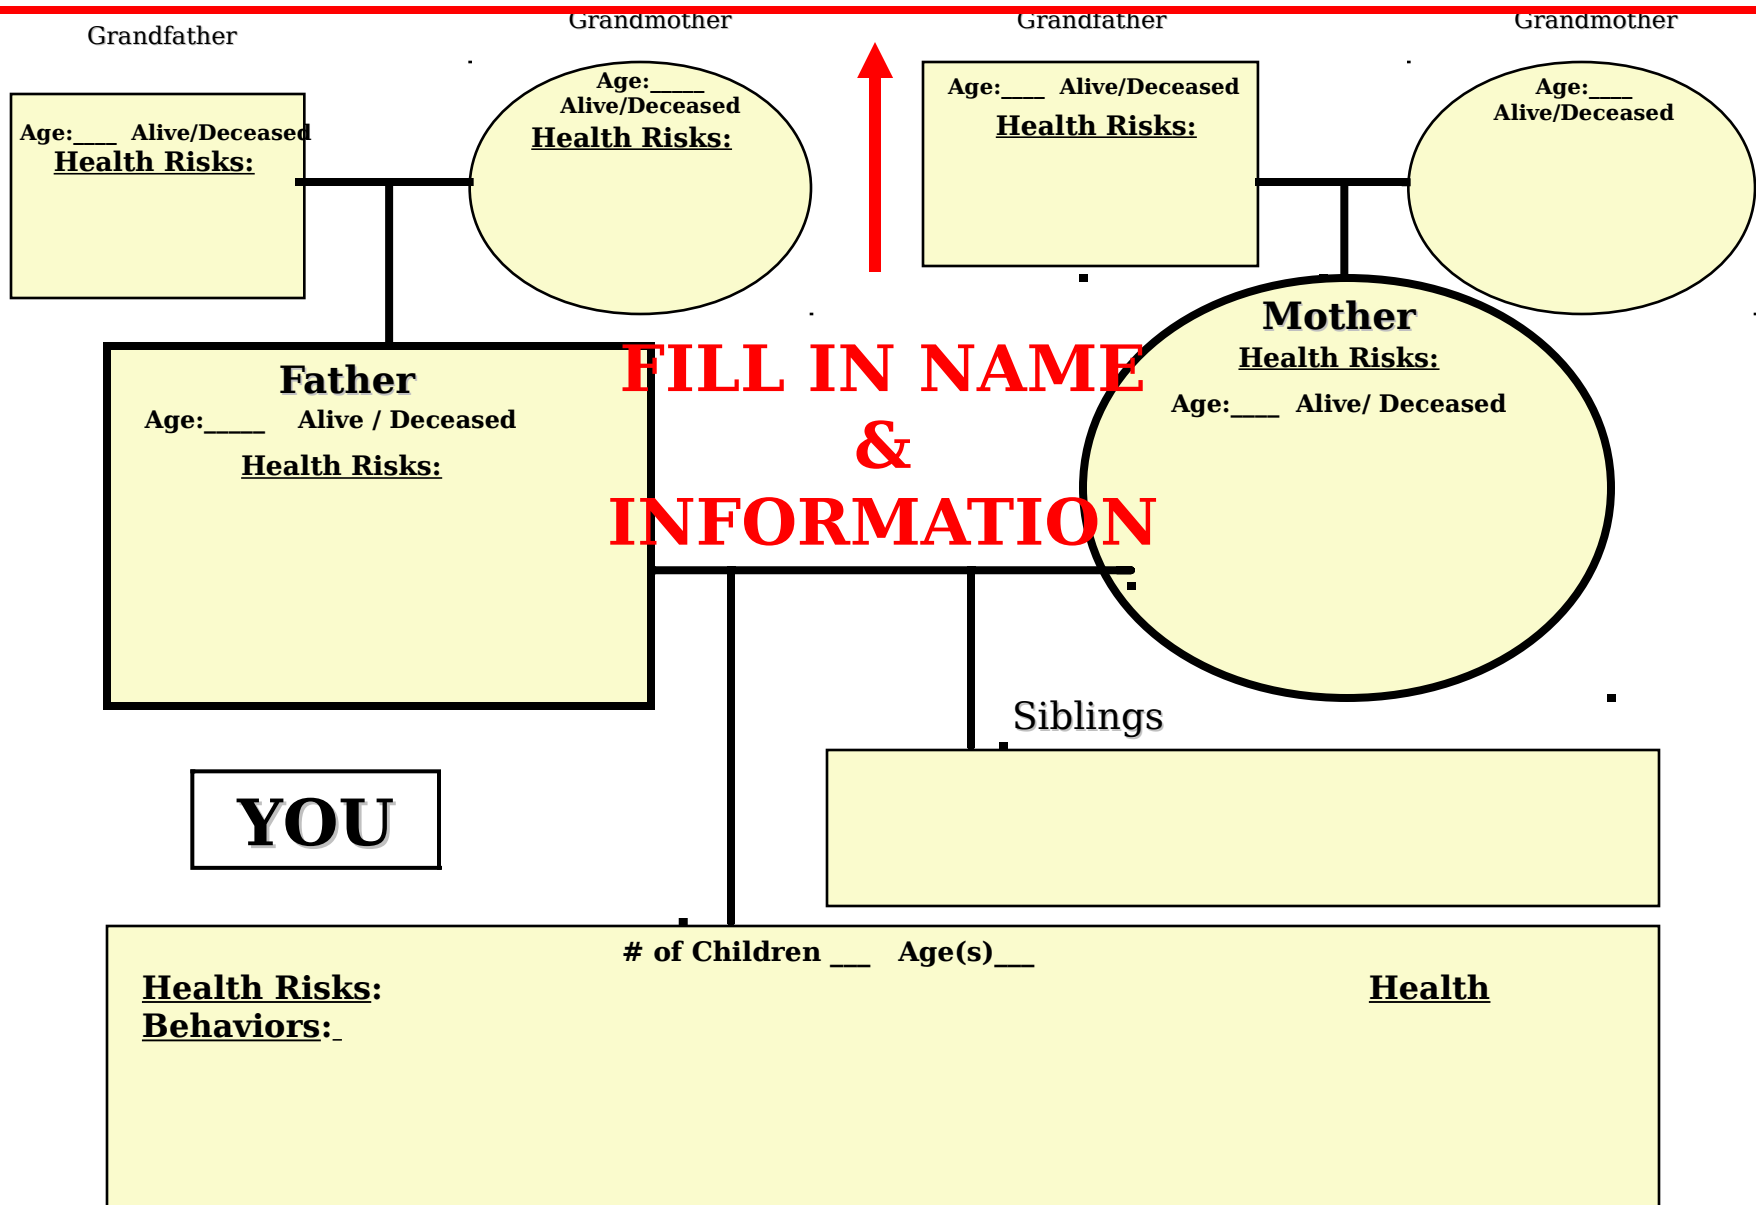 Grandfather
Grandmother
Grandfather
Grandmother
Age:____ Alive/Deceased
Health Risks:
Age:_____
Alive/Deceased
Health Risks:
Age:____ Alive/Deceased
Health Risks:
Age:____
Alive/Deceased
Father
Age:_____ Alive / Deceased
Health Risks:
FILL IN NAME
&
INFORMATION
Mother
Health Risks:
Age:____ Alive/ Deceased
Siblings
YOU
# of Children ___ Age(s)___
Health Risks: Health
Behaviors:_